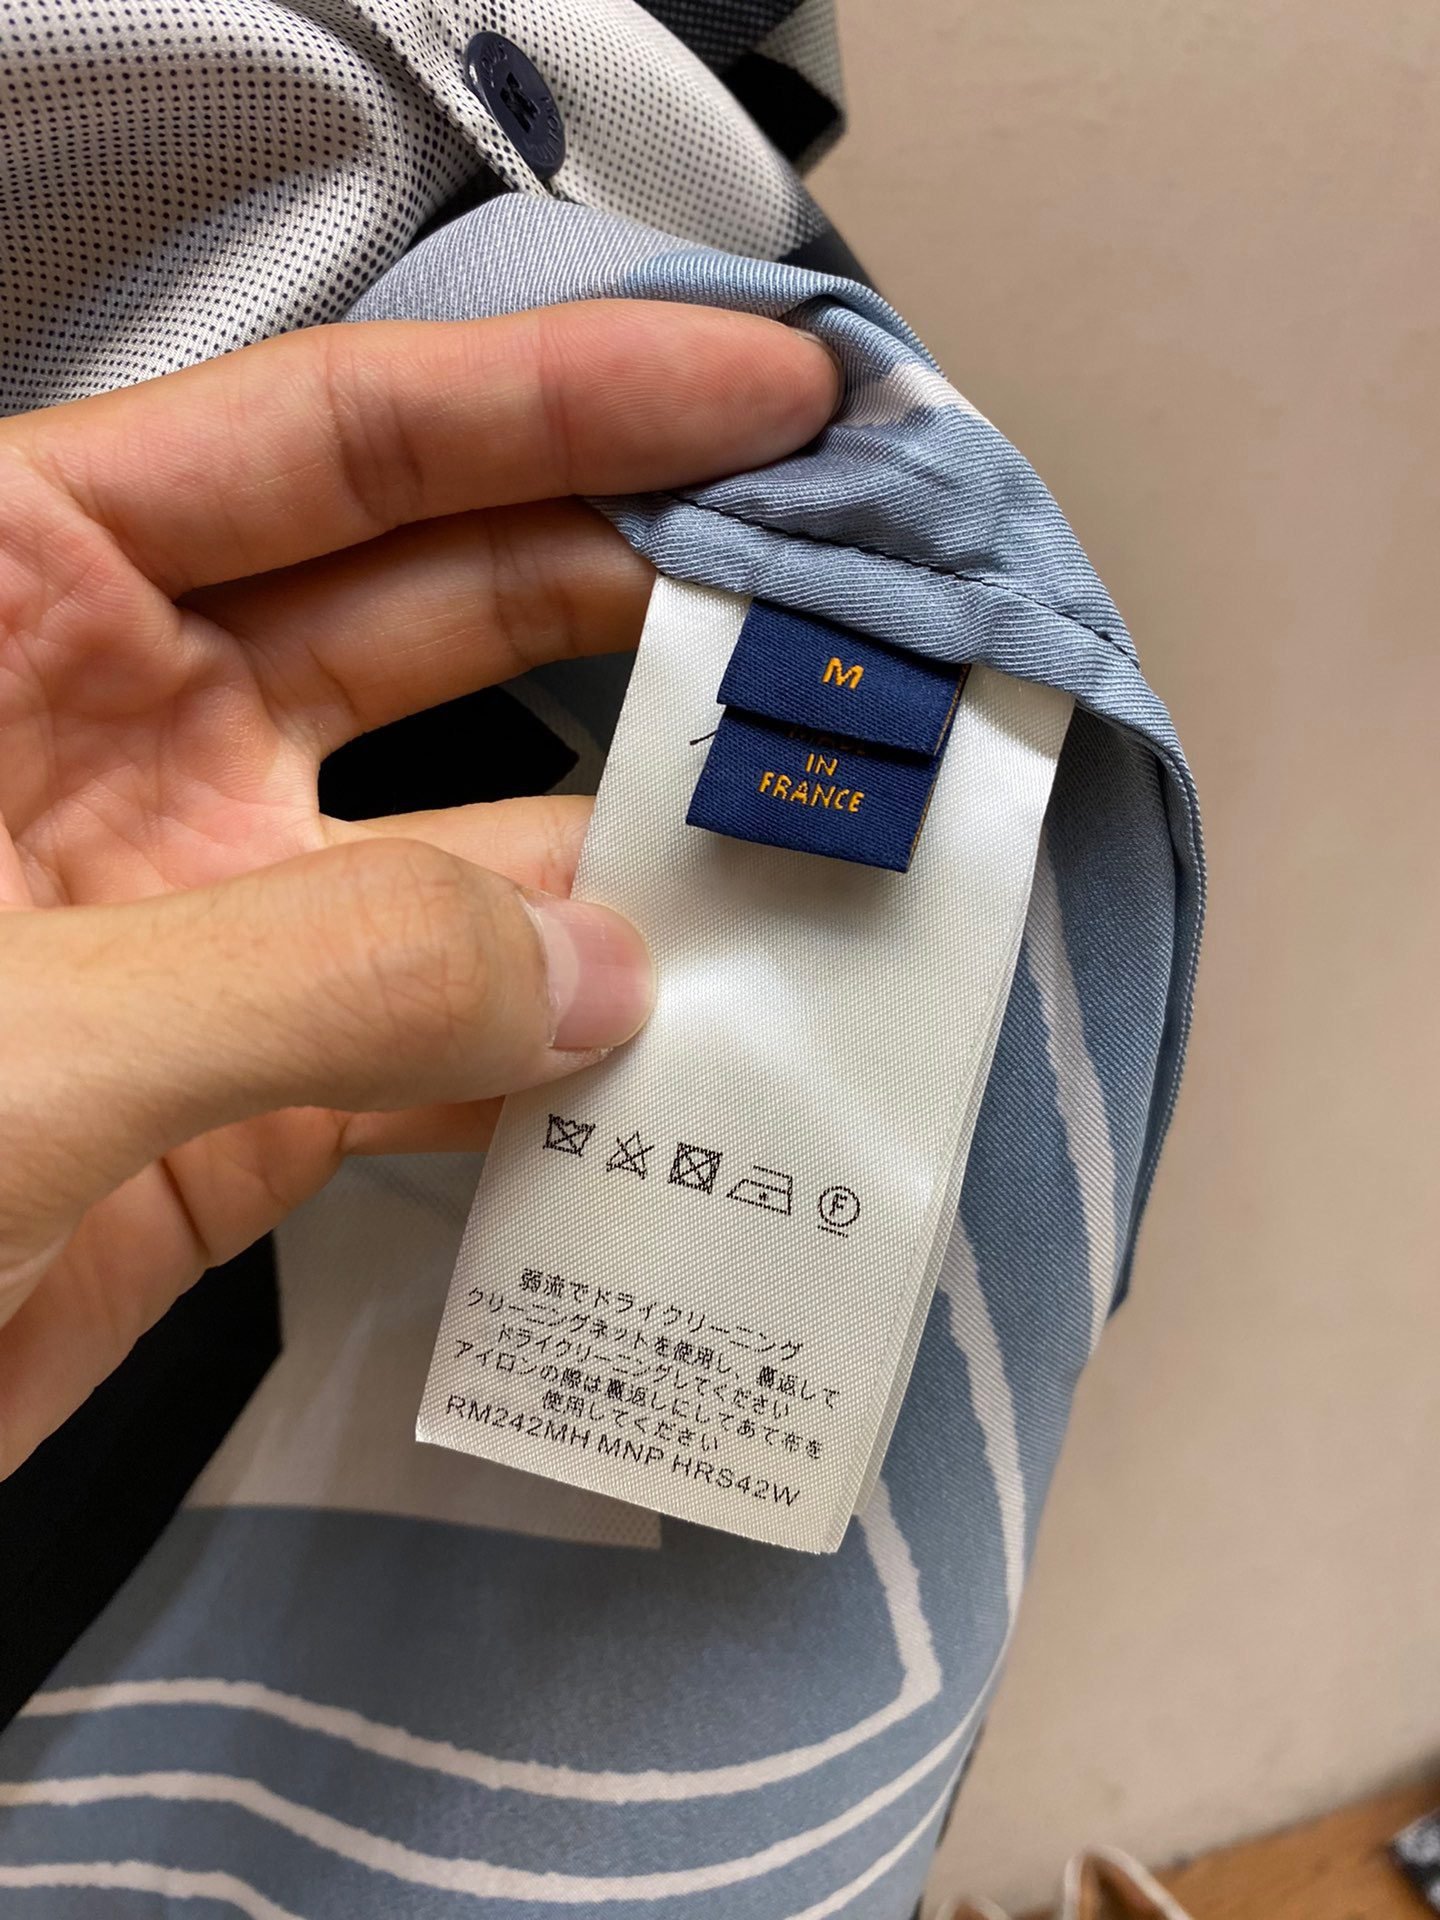 M
IN
FRANCE
F
弱流でドライクリーニング
クリーニングネットを使用し、裏返して
ドライクリーニングしてください
アイロンの際は裏返しにしてあて布を
使用してください
RM242MH MNP HRS42W